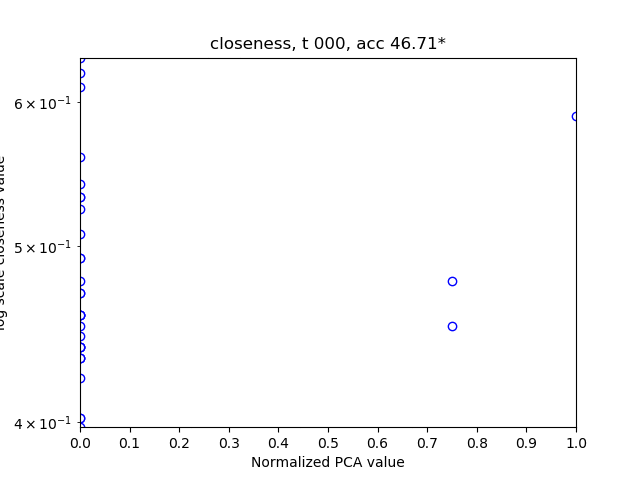 closeness, t 000, acc 46.71*
6 × 10⁻¹
5 × 10⁻¹
4 × 10⁻¹
scale closeness value
0.0 0.1 0.2 0.3 0.4 0.5 0.6 0.7 0.8 0.9 1.0
Normalized PCA value